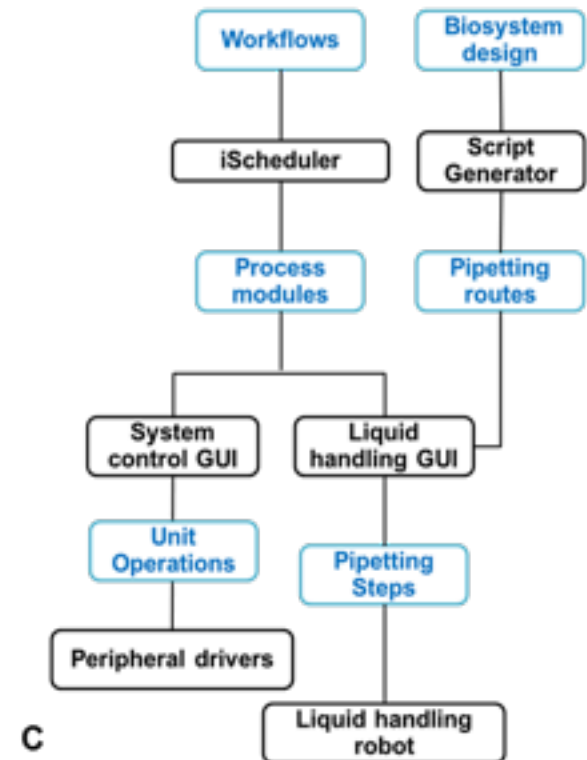 Workflows
Biosystem
design
iScheduler
Script
Generator
Process
modules
Pipetting
routes
System
control GUI
Liquid
handling GUI
Unit
Operations
Pipetting
Steps
Peripheral drivers
Liquid handling
robot
C